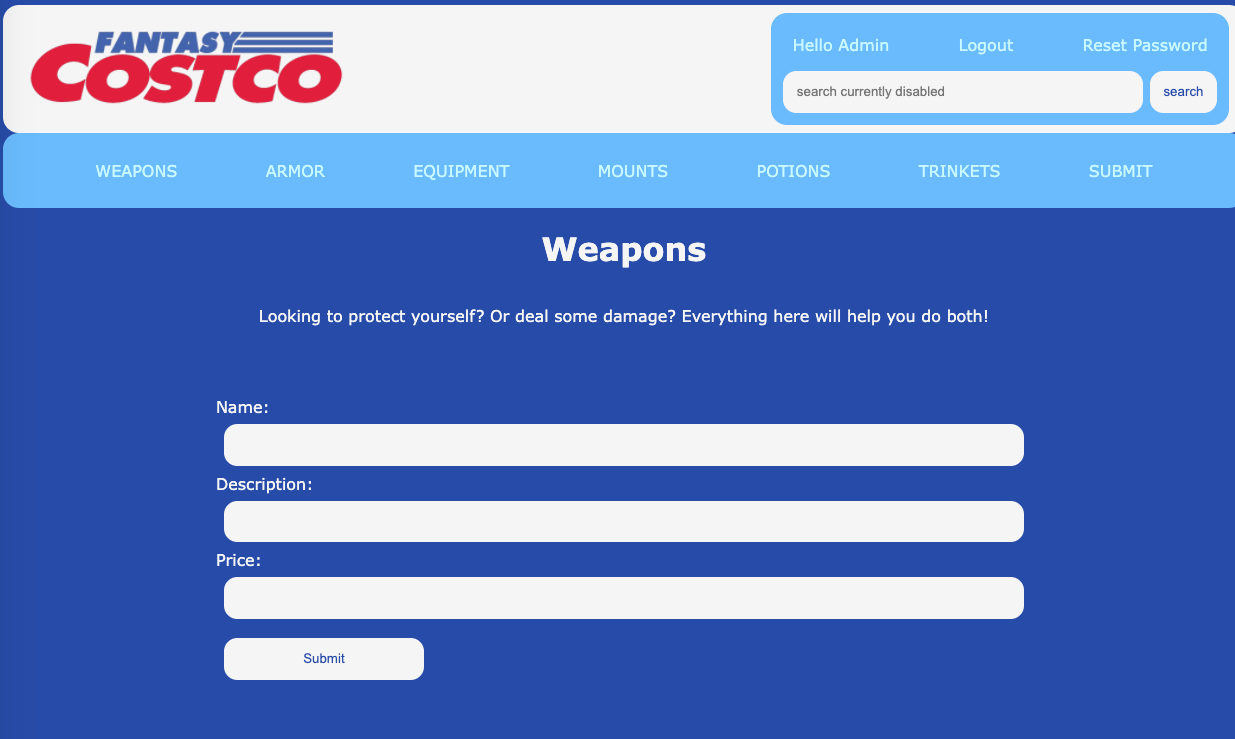 FANTASY
COSTCO
Hello Admin Logout Reset Password
search currently disabled search
WEAPONS ARMOR EQUIPMENT MOUNTS POTIONS TRINKETS SUBMIT
Weapons
Looking to protect yourself? Or deal some damage? Everything here will help you do both!
Name:
Description:
Price:
Submit